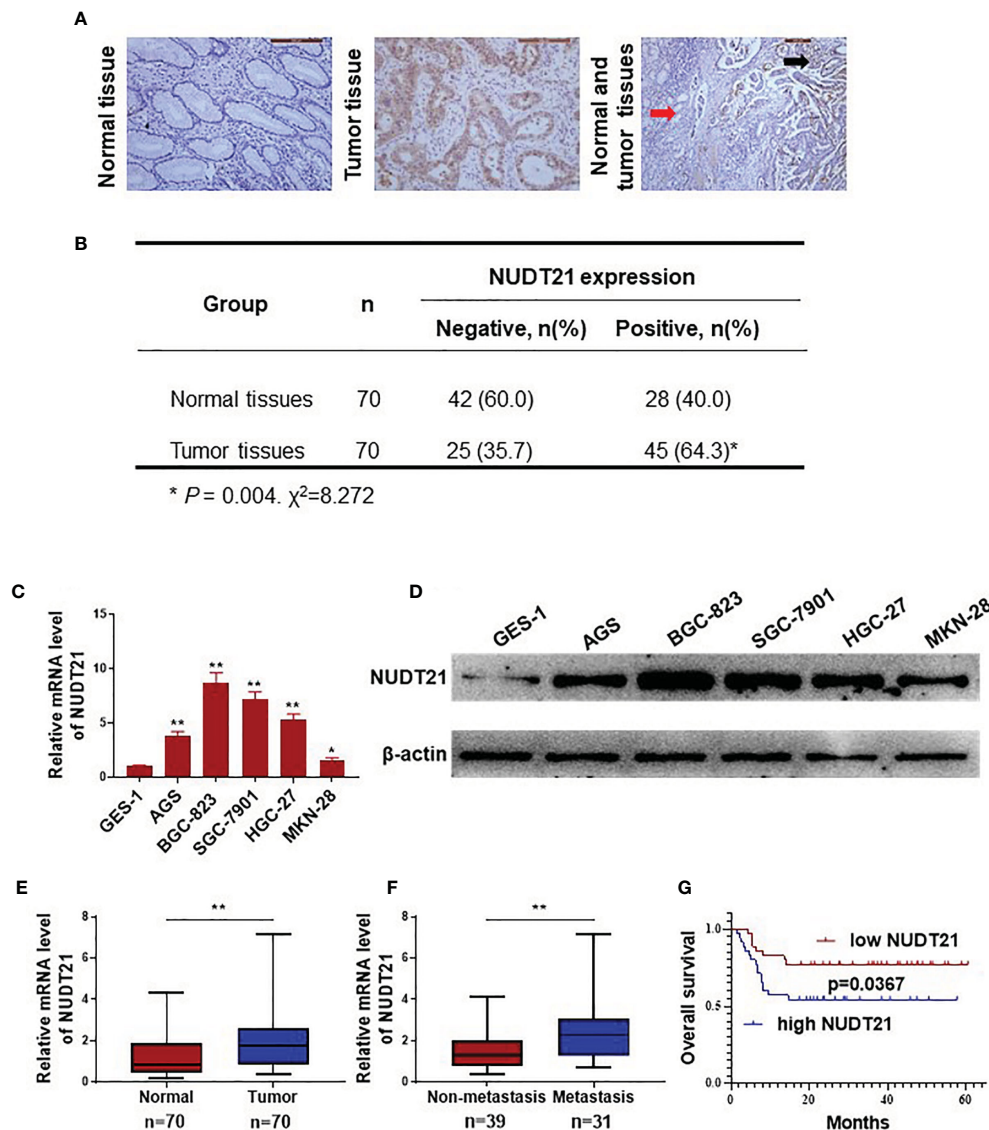 A
Normal tissue
Tumor tissue
Normal and
tumor tissues
B
Group
n
NUDT21 expression
Negative, n(%)
Positive, n(%)
Normal tissues 70 42 (60.0) 28 (40.0)
Tumor tissues 70 25 (35.7) 45 (64.3)*
* P = 0.004. χ²=8.272
C
Relative mRNA level
of NUDT21
15
10
5
0
**
**
**
**
*
GES-1
AGS
BGC-823
SGC-7901
HGC-27
MKN-28
D
GES-1
AGS
BGC-823
SGC-7901
HGC-27
MKN-28
NUDT21
β-actin
E
Relative mRNA level
of NUDT21
8
6
4
2
0
**
Normal Tumor
n=70 n=70
F
Relative mRNA level
of NUDT21
8
6
4
2
0
**
Non-metastasis Metastasis
n=39 n=31
G
Overall survival
1.0
0.5
0.0
low NUDT21
p=0.0367
high NUDT21
0 20 40 60
Months